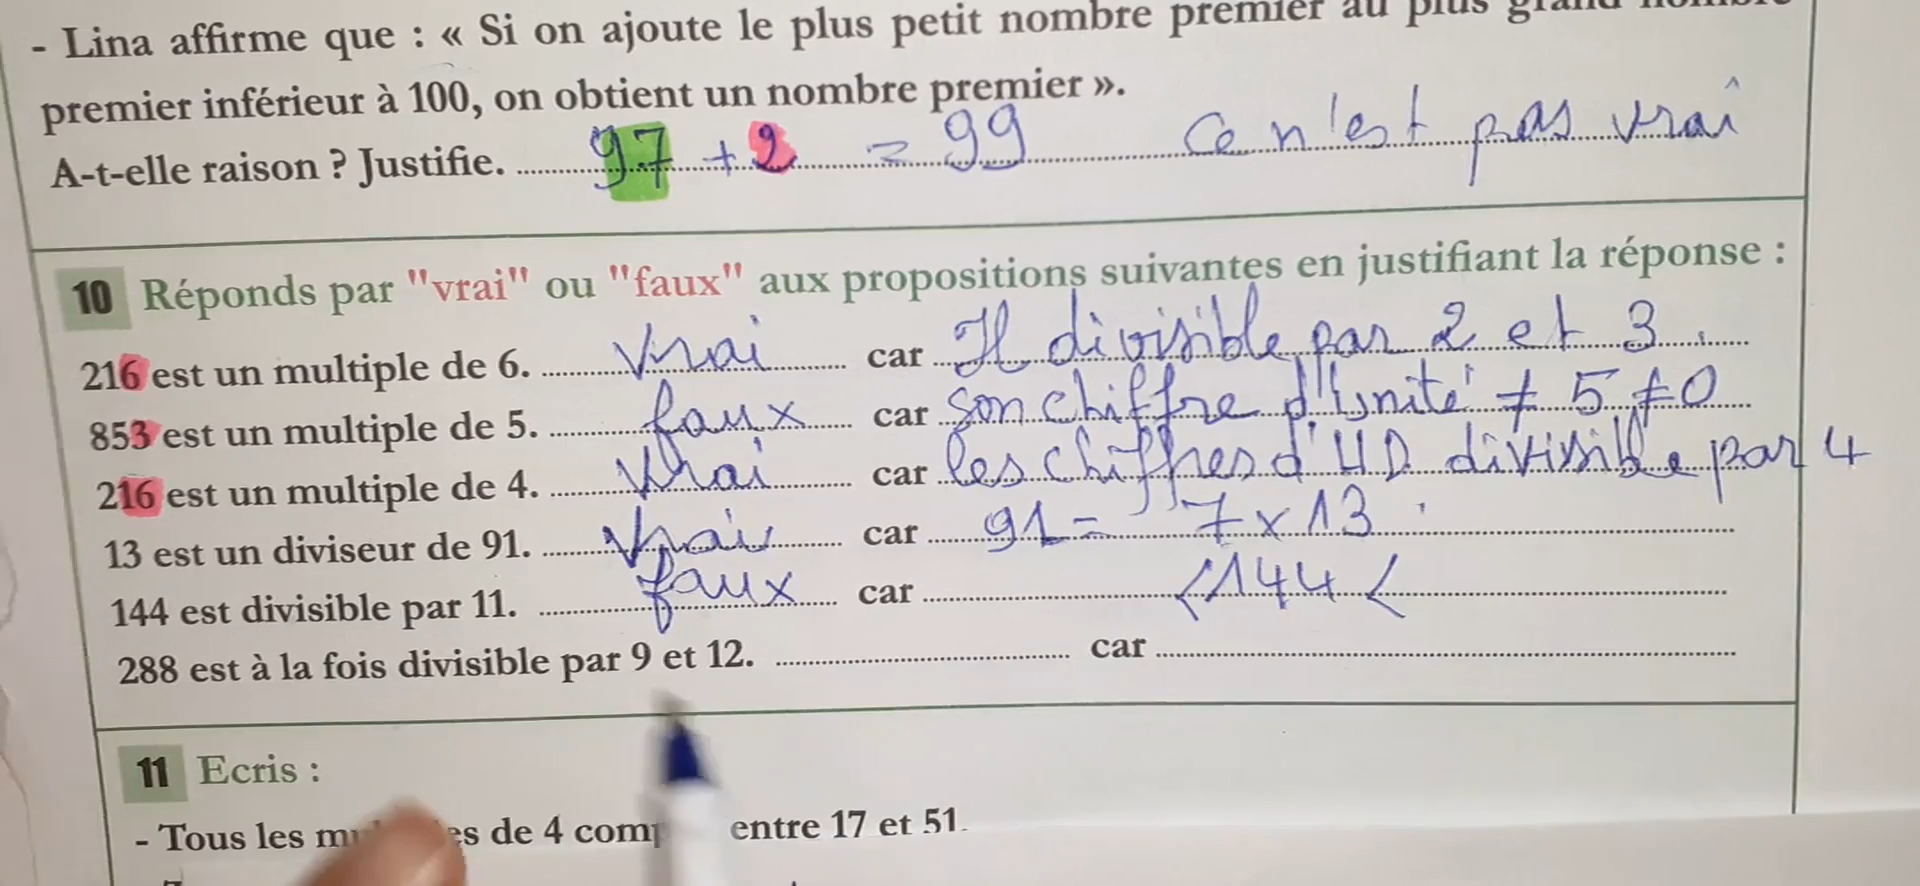 - Lina affirme que : « Si on ajoute le plus petit nombre premier au plus grand nombre
premier inférieur à 100, on obtient un nombre premier ».
A-t-elle raison ? Justifie. 97 + 2 = 99 Ce n'est pas vrai
10 Réponds par "vrai" ou "faux" aux propositions suivantes en justifiant la réponse :
216 est un multiple de 6. Vrai car Il divisible par 2 et 3.
853 est un multiple de 5. faux car son chiffre d'unité ≠ 5 ≠ 0
216 est un multiple de 4. Vrai car les chiffres d'UD divisible par 4
13 est un diviseur de 91. Vrai car 91 = 7 x 13.
144 est divisible par 11. faux car <144<
288 est à la fois divisible par 9 et 12. car
11 Ecris :
- Tous les de 4 entre 17 et 51.